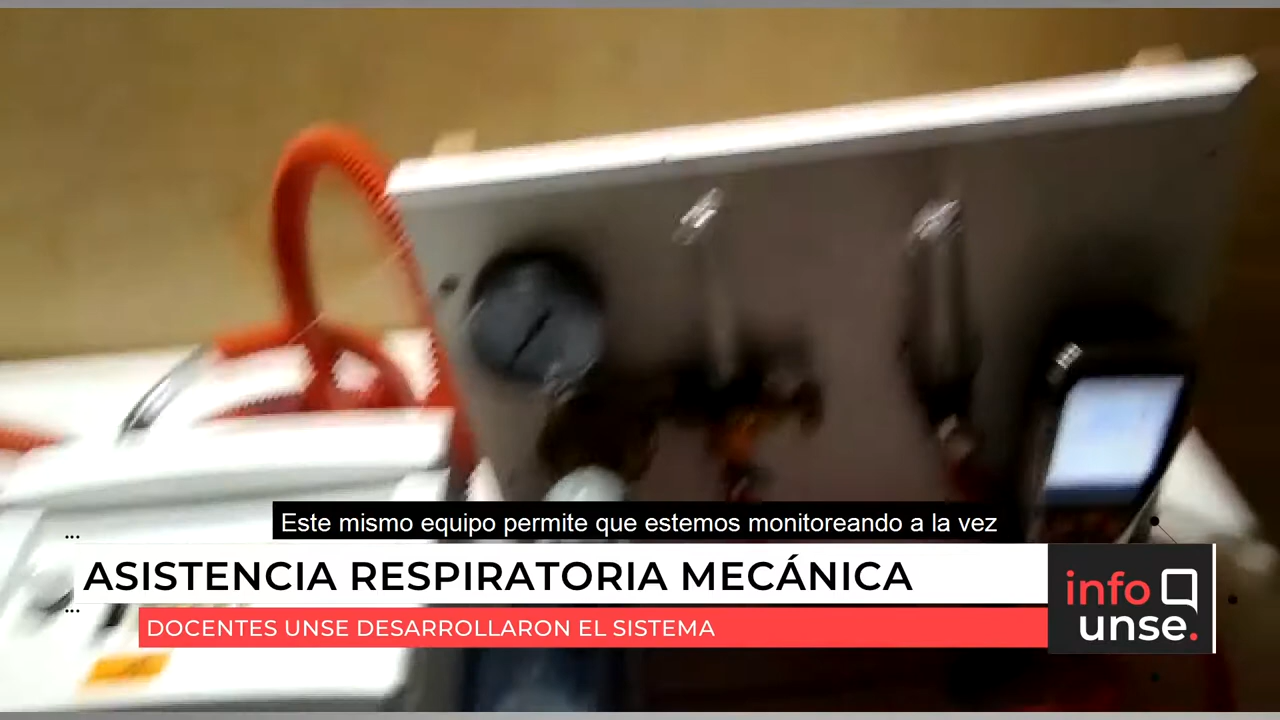 Este mismo equipo permite que estemos monitoreando a la vez
ASISTENCIA RESPIRATORIA MECÁNICA
DOCENTES UNSE DESARROLLARON EL SISTEMA
info
unse.